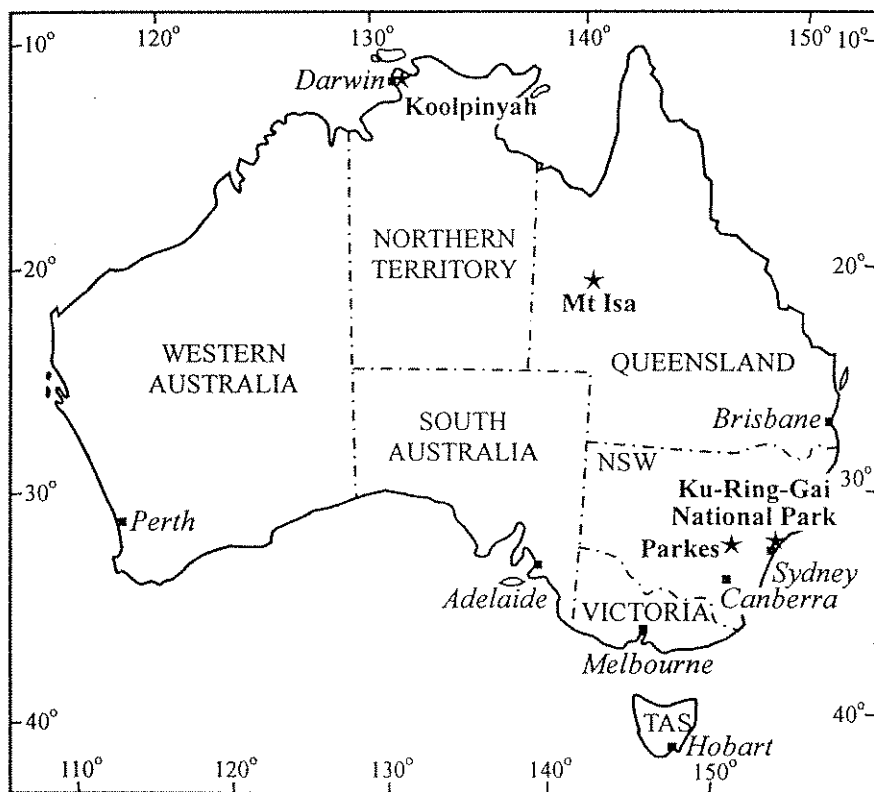 120° 130° 140° 150°
10° 10°
Darwin
Koolpinyah
NORTHERN
TERRITORY
20° 20°
Mt Isa
WESTERN
AUSTRALIA
QUEENSLAND
SOUTH
AUSTRALIA
Brisbane
NSW
30° 30°
Ku-Ring-Gai
National Park
Perth
Parkes
Sydney
Adelaide
Canberra
VICTORIA
Melbourne
40° 40°
TAS
Hobart
110° 120° 130° 140° 150°